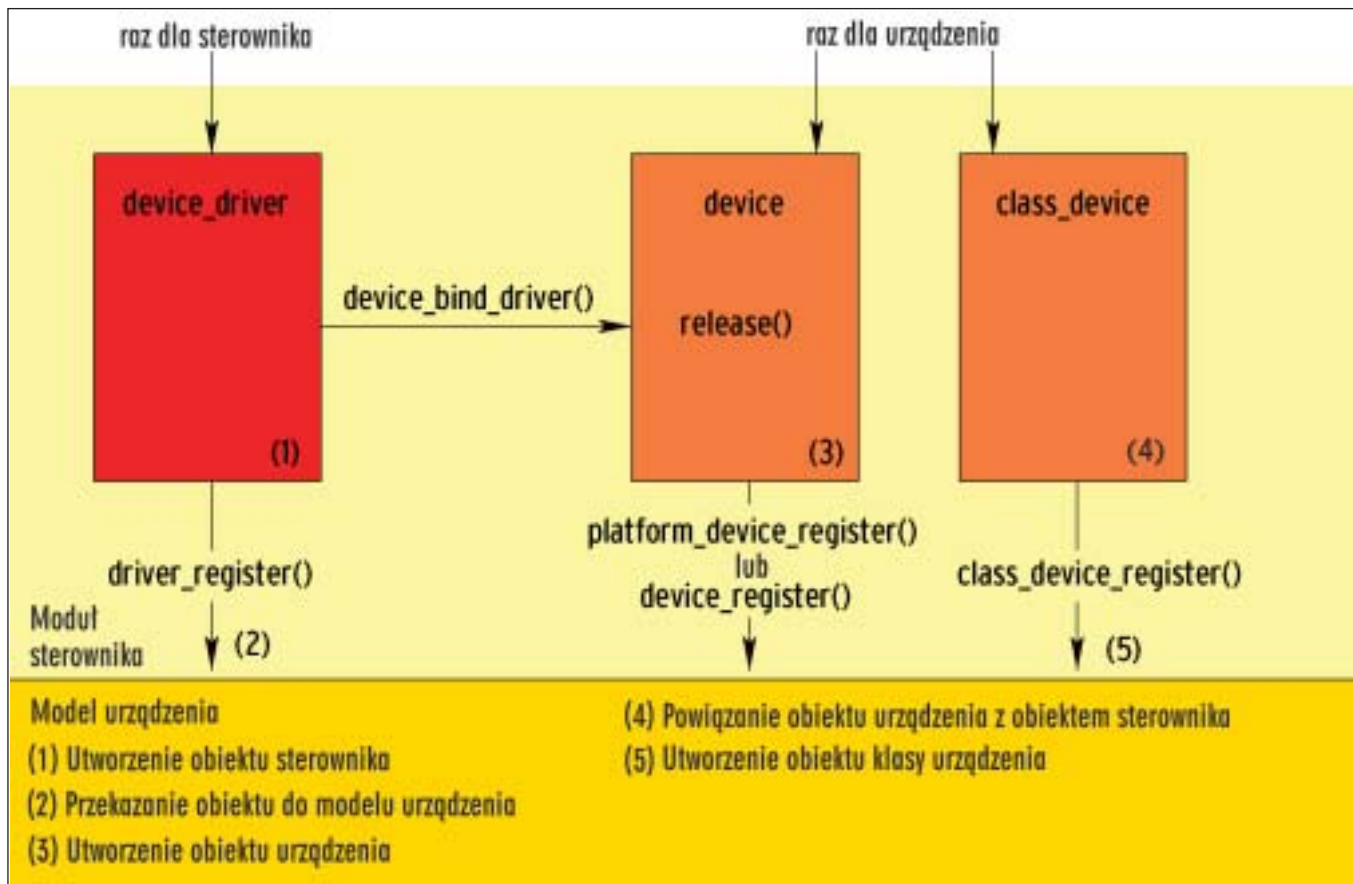 raz dla sterownika
raz dla urządzenia
device_driver
device
class_device
device_bind_driver()
release()
(1)
(3)
(4)
platform_device_register()
lub
device_register()
driver_register()
class_device_register()
Moduł
sterownika
(2)
(5)
Model urządzenia
(1) Utworzenie obiektu sterownika
(2) Przekazanie obiektu do modelu urządzenia
(3) Utworzenie obiektu urządzenia
(4) Powiązanie obiektu urządzenia z obiektem sterownika
(5) Utworzenie obiektu klasy urządzenia